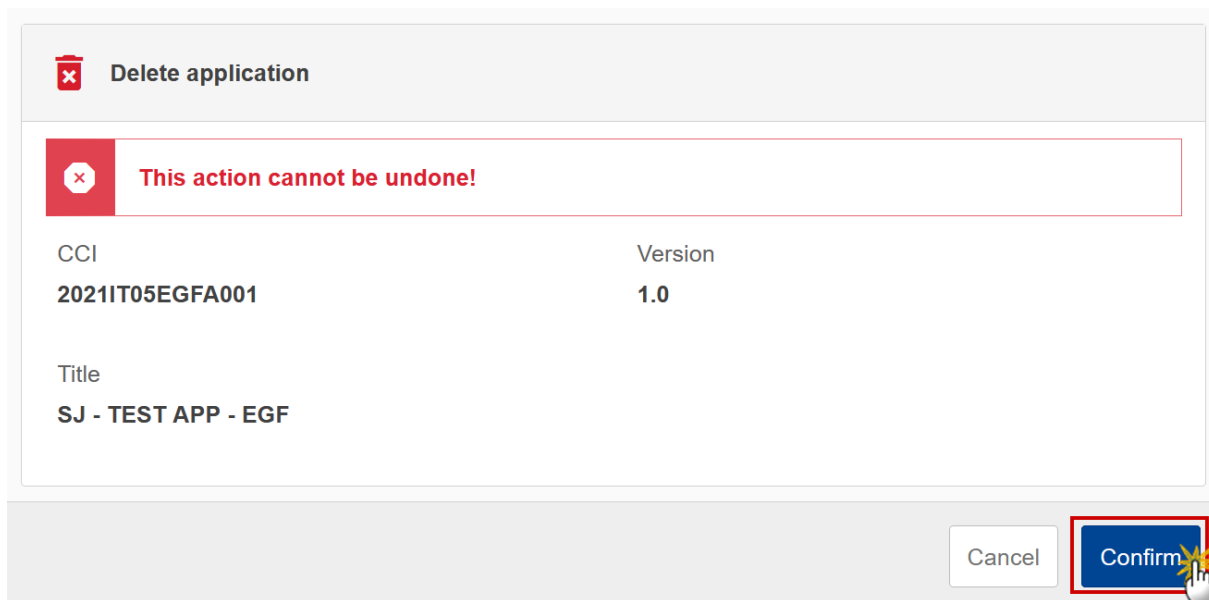 Delete application
This action cannot be undone!
CCI
Version
2021IT05EGFA001
1.0
Title
SJ - TEST APP - EGF
Cancel
Confirm